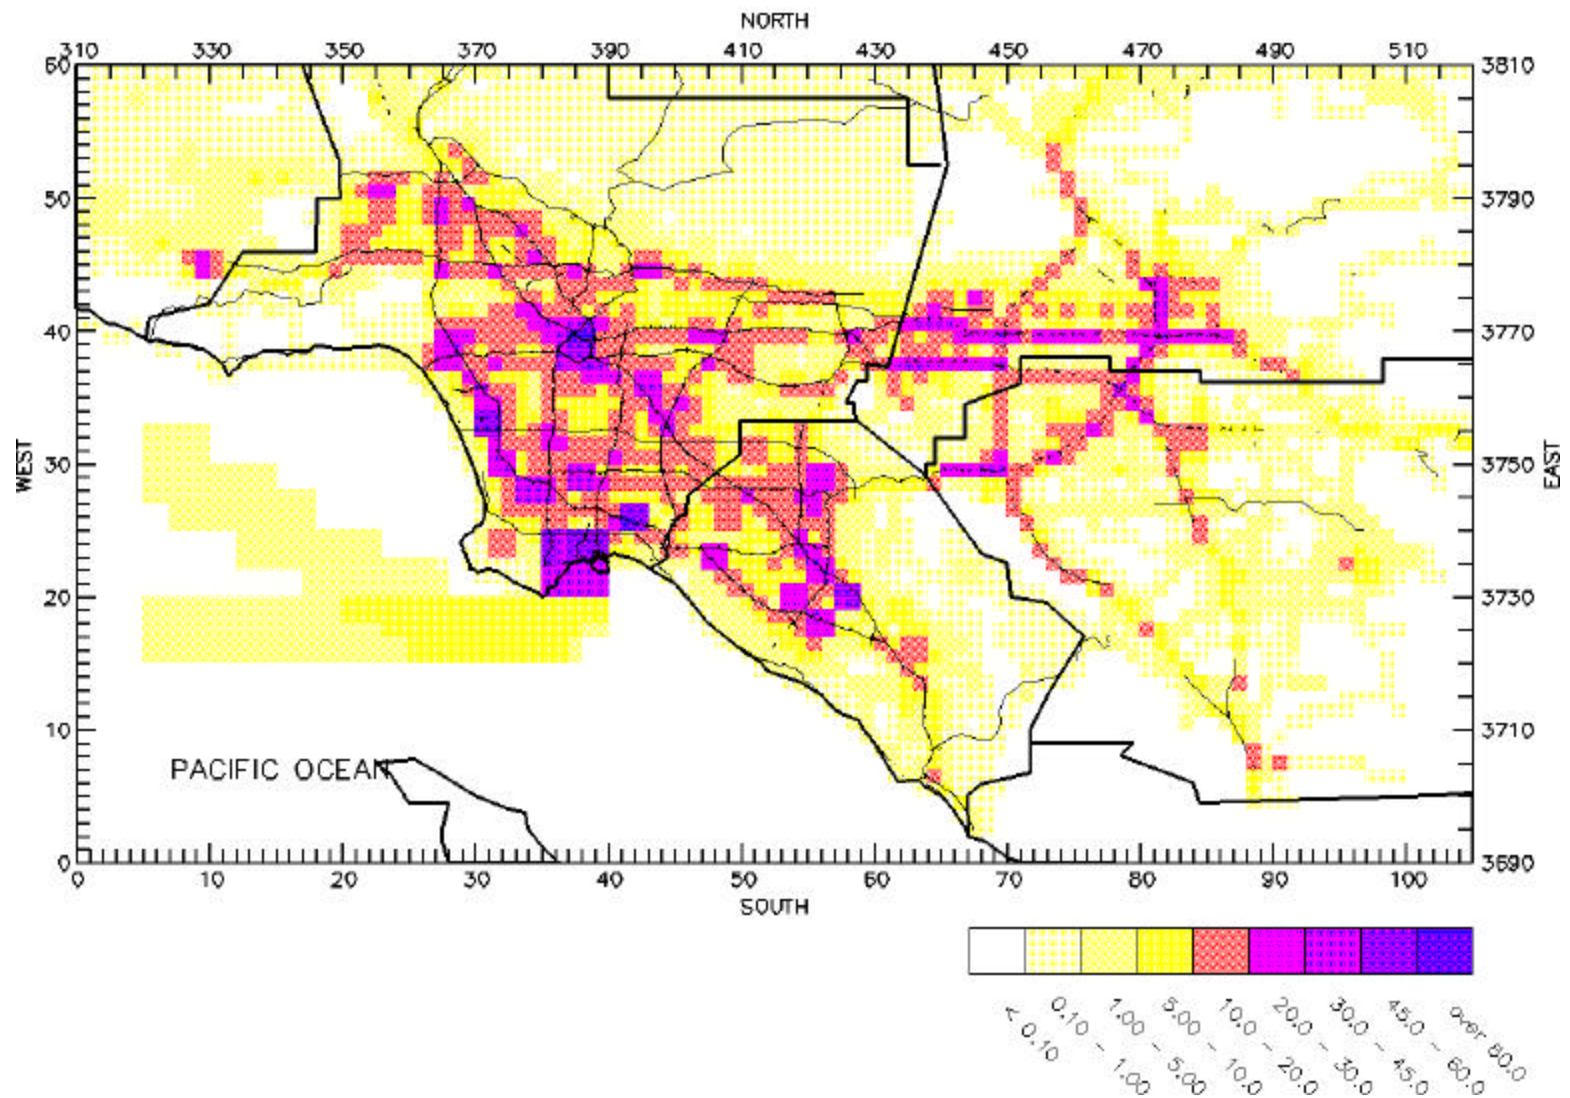 NORTH
310 330 350 370 390 410 430 450 470 490 510
60 3810
50 3790
40 3770
WEST
30 3750
EAST
20 3730
10 3710
PACIFIC OCEAN
0 3690
0 10 20 30 40 50 60 70 80 90 100
SOUTH
< 0.10
0.10 - 1.00
1.00 - 5.00
5.00 - 10.0
10.0 - 20.0
20.0 - 30.0
30.0 - 45.0
45.0 - 60.0
over 60.0